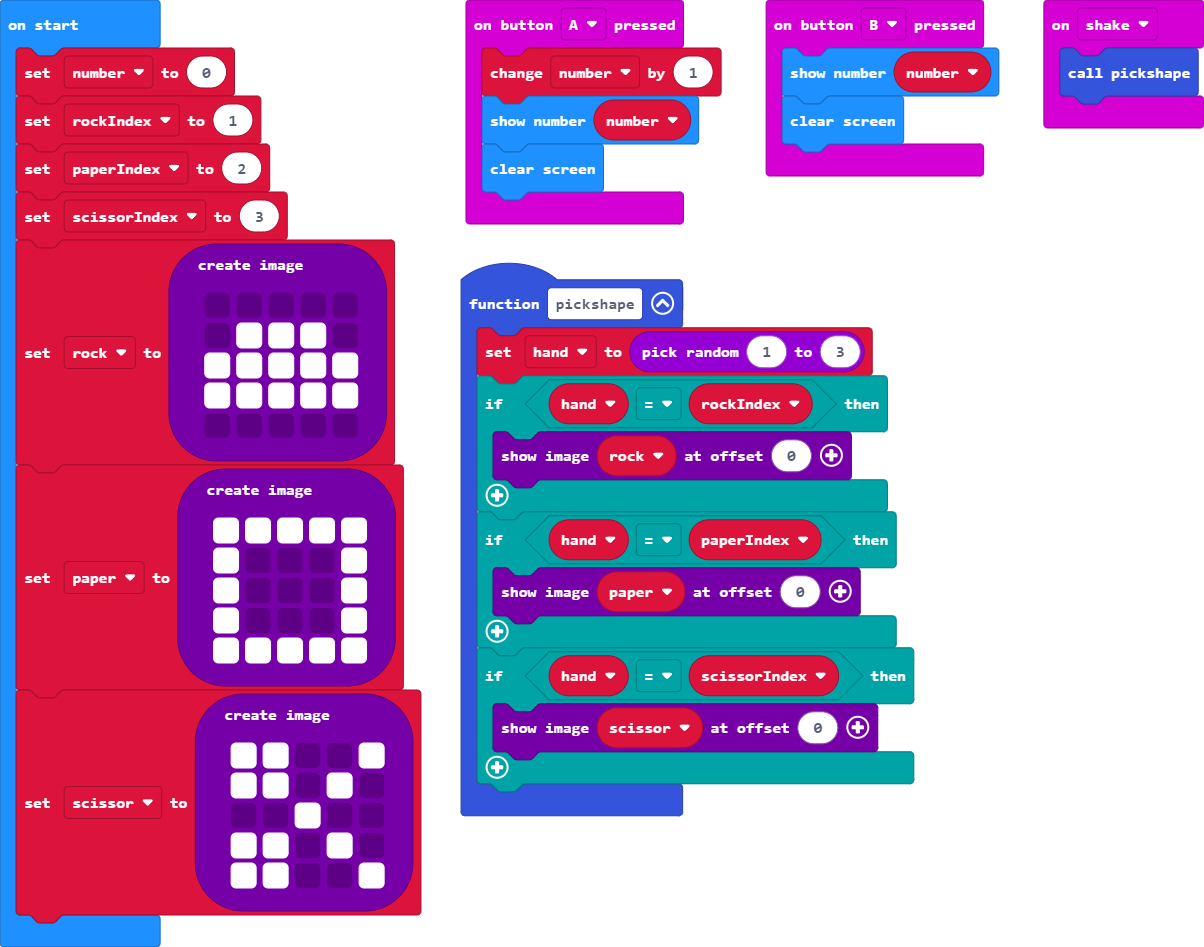 on start
set number to 0
set rockIndex to 1
set paperIndex to 2
set scissorIndex to 3
create image
set rock to
create image
set paper to
create image
set scissor to
on button A pressed
change number by 1
show number number
clear screen
on button B pressed
show number number
clear screen
on shake
call pickshape
function pickshape
set hand to pick random 1 to 3
if hand = rockIndex then
show image rock at offset 0
if hand = paperIndex then
show image paper at offset 0
if hand = scissorIndex then
show image scissor at offset 0